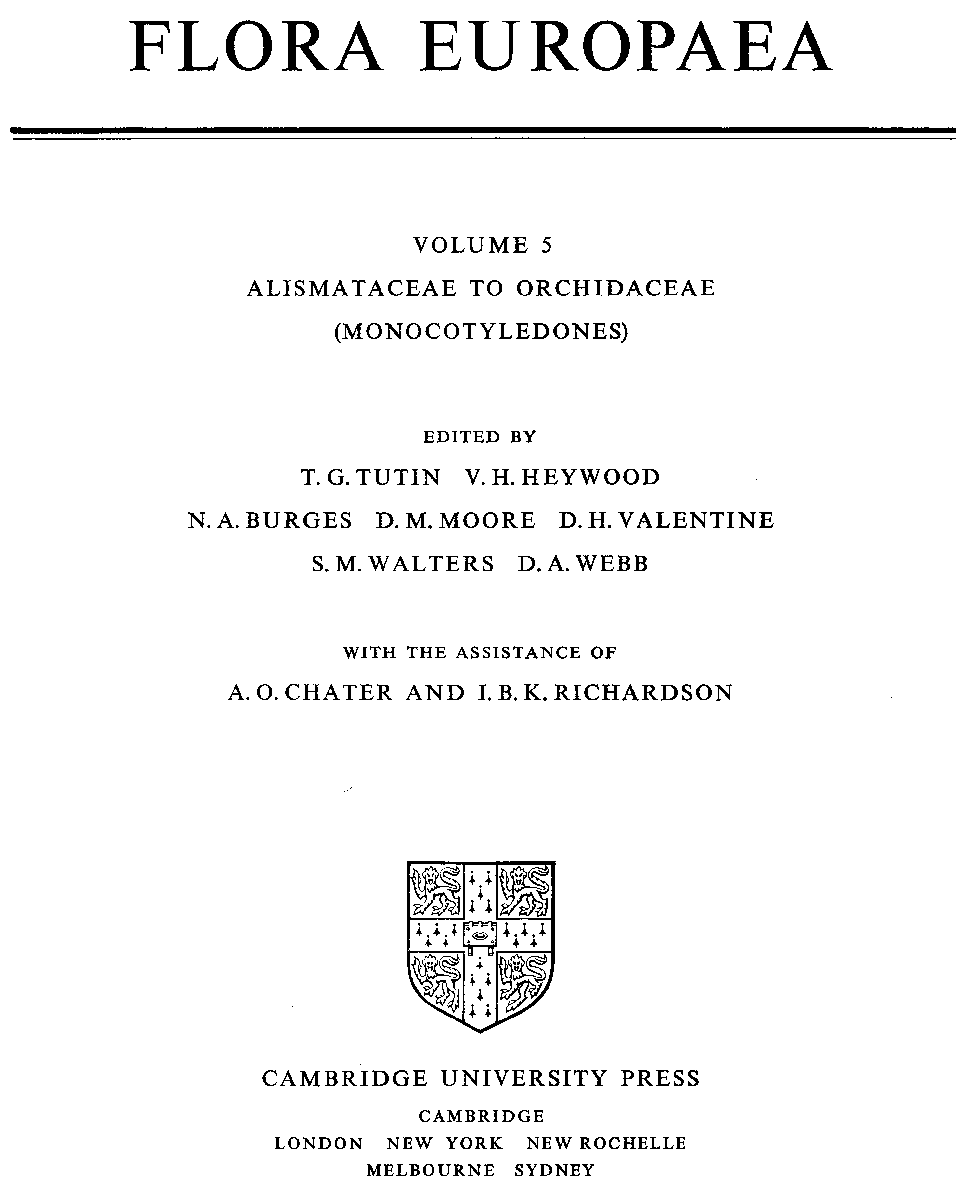 FLORA EUROPAEA
VOLUME 5
ALISMATACEAE TO ORCHIDACEAE
(MONOCOTYLEDONES)
EDITED BY
T. G. TUTIN V. H. HEYWOOD
N. A. BURGES D. M. MOORE D. H. VALENTINE
S. M. WALTERS D. A. WEBB
WITH THE ASSISTANCE OF
A. O. CHATER AND I. B. K. RICHARDSON
CAMBRIDGE UNIVERSITY PRESS
CAMBRIDGE
LONDON NEW YORK NEW ROCHELLE
MELBOURNE SYDNEY